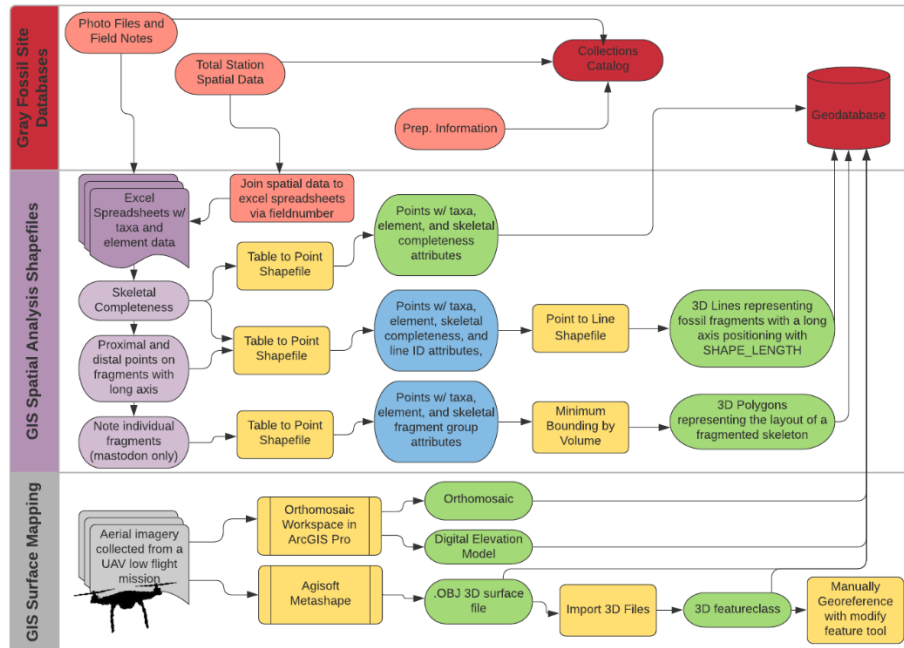 Gray Fossil Site
Databases
Photo Files and
Field Notes
Total Station
Spatial Data
Collections
Catalog
Prep. Information
Geodatabase
GIS Spatial Analysis Shapefiles
Excel
Spreadsheets w/
taxa and
element data
Join spatial data to
excel spreadsheets
via fieldnumber
Points w/ taxa,
element, and skeletal
completeness
attributes
Table to Point
Shapefile
Skeletal
Completeness
Proximal and
distal points on
fragments with
long axis
Table to Point
Shapefile
Points w/ taxa,
element, skeletal
completeness, and
line ID attributes,
Point to Line
Shapefile
3D Lines representing
fossil fragments with a long
axis positioning with
SHAPE_LENGTH
Note individual
fragments
(mastodon only)
Table to Point
Shapefile
Points w/ taxa,
element, and skeletal
fragment group
attributes
Minimum
Bounding by
Volume
3D Polygons
representing the layout of a
fragmented skeleton
GIS Surface Mapping
Aerial imagery
collected from a
UAV low flight
mission
Orthomosaic
Workspace in
ArcGIS Pro
Orthomosaic
Digital Elevation
Model
Agisoft
Metashape
.OBJ 3D surface
file
Import 3D Files
3D featureclass
Manually
Georeference
with modify
feature tool